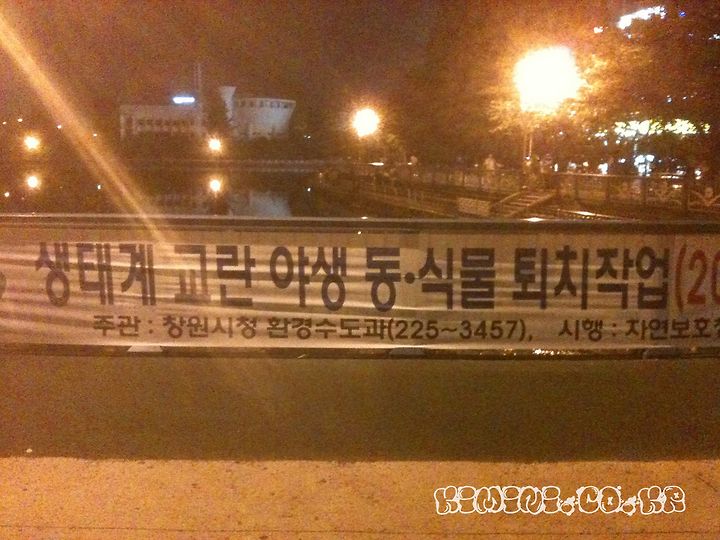 생태계 교란 야생 동·식물 퇴치작업(20
주관 : 창원시청 환경수도과(225~3457), 시행 : 자연보호
KiMiNi.CO.KR